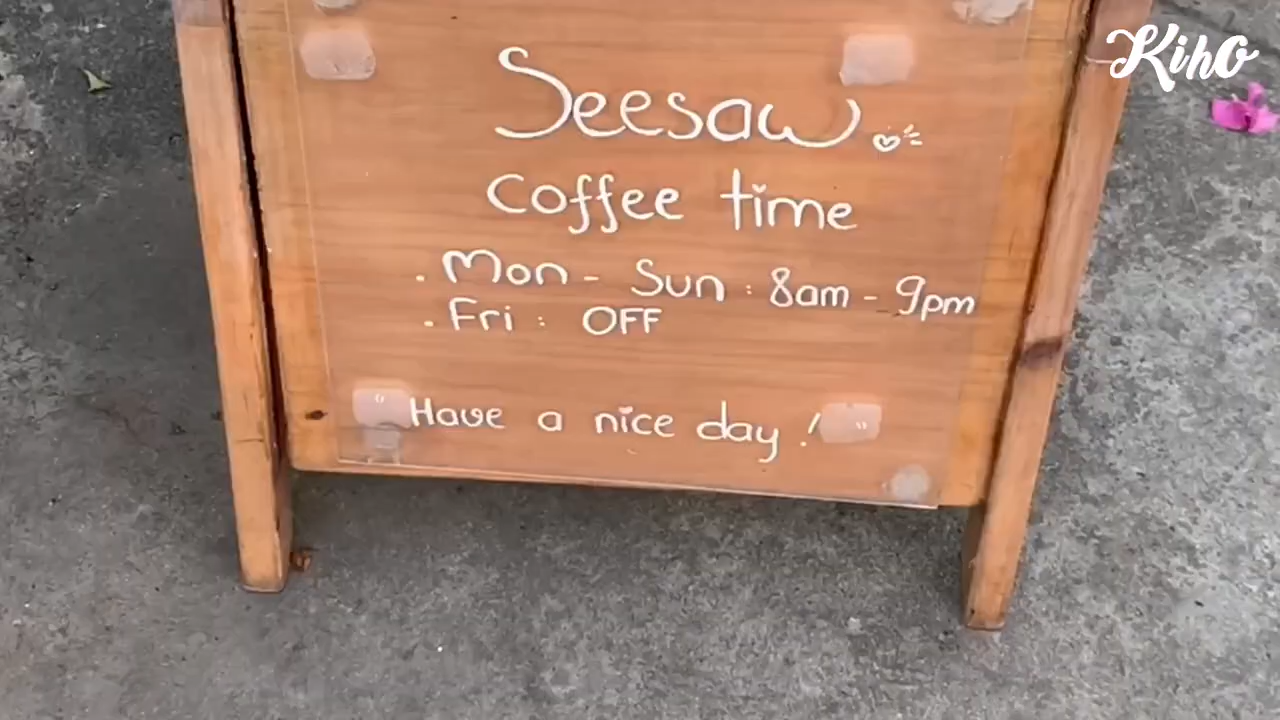 KihO
Seesaw
Coffee time
. Mon - Sun : 8am - 9pm
. Fri : OFF
Have a nice day !